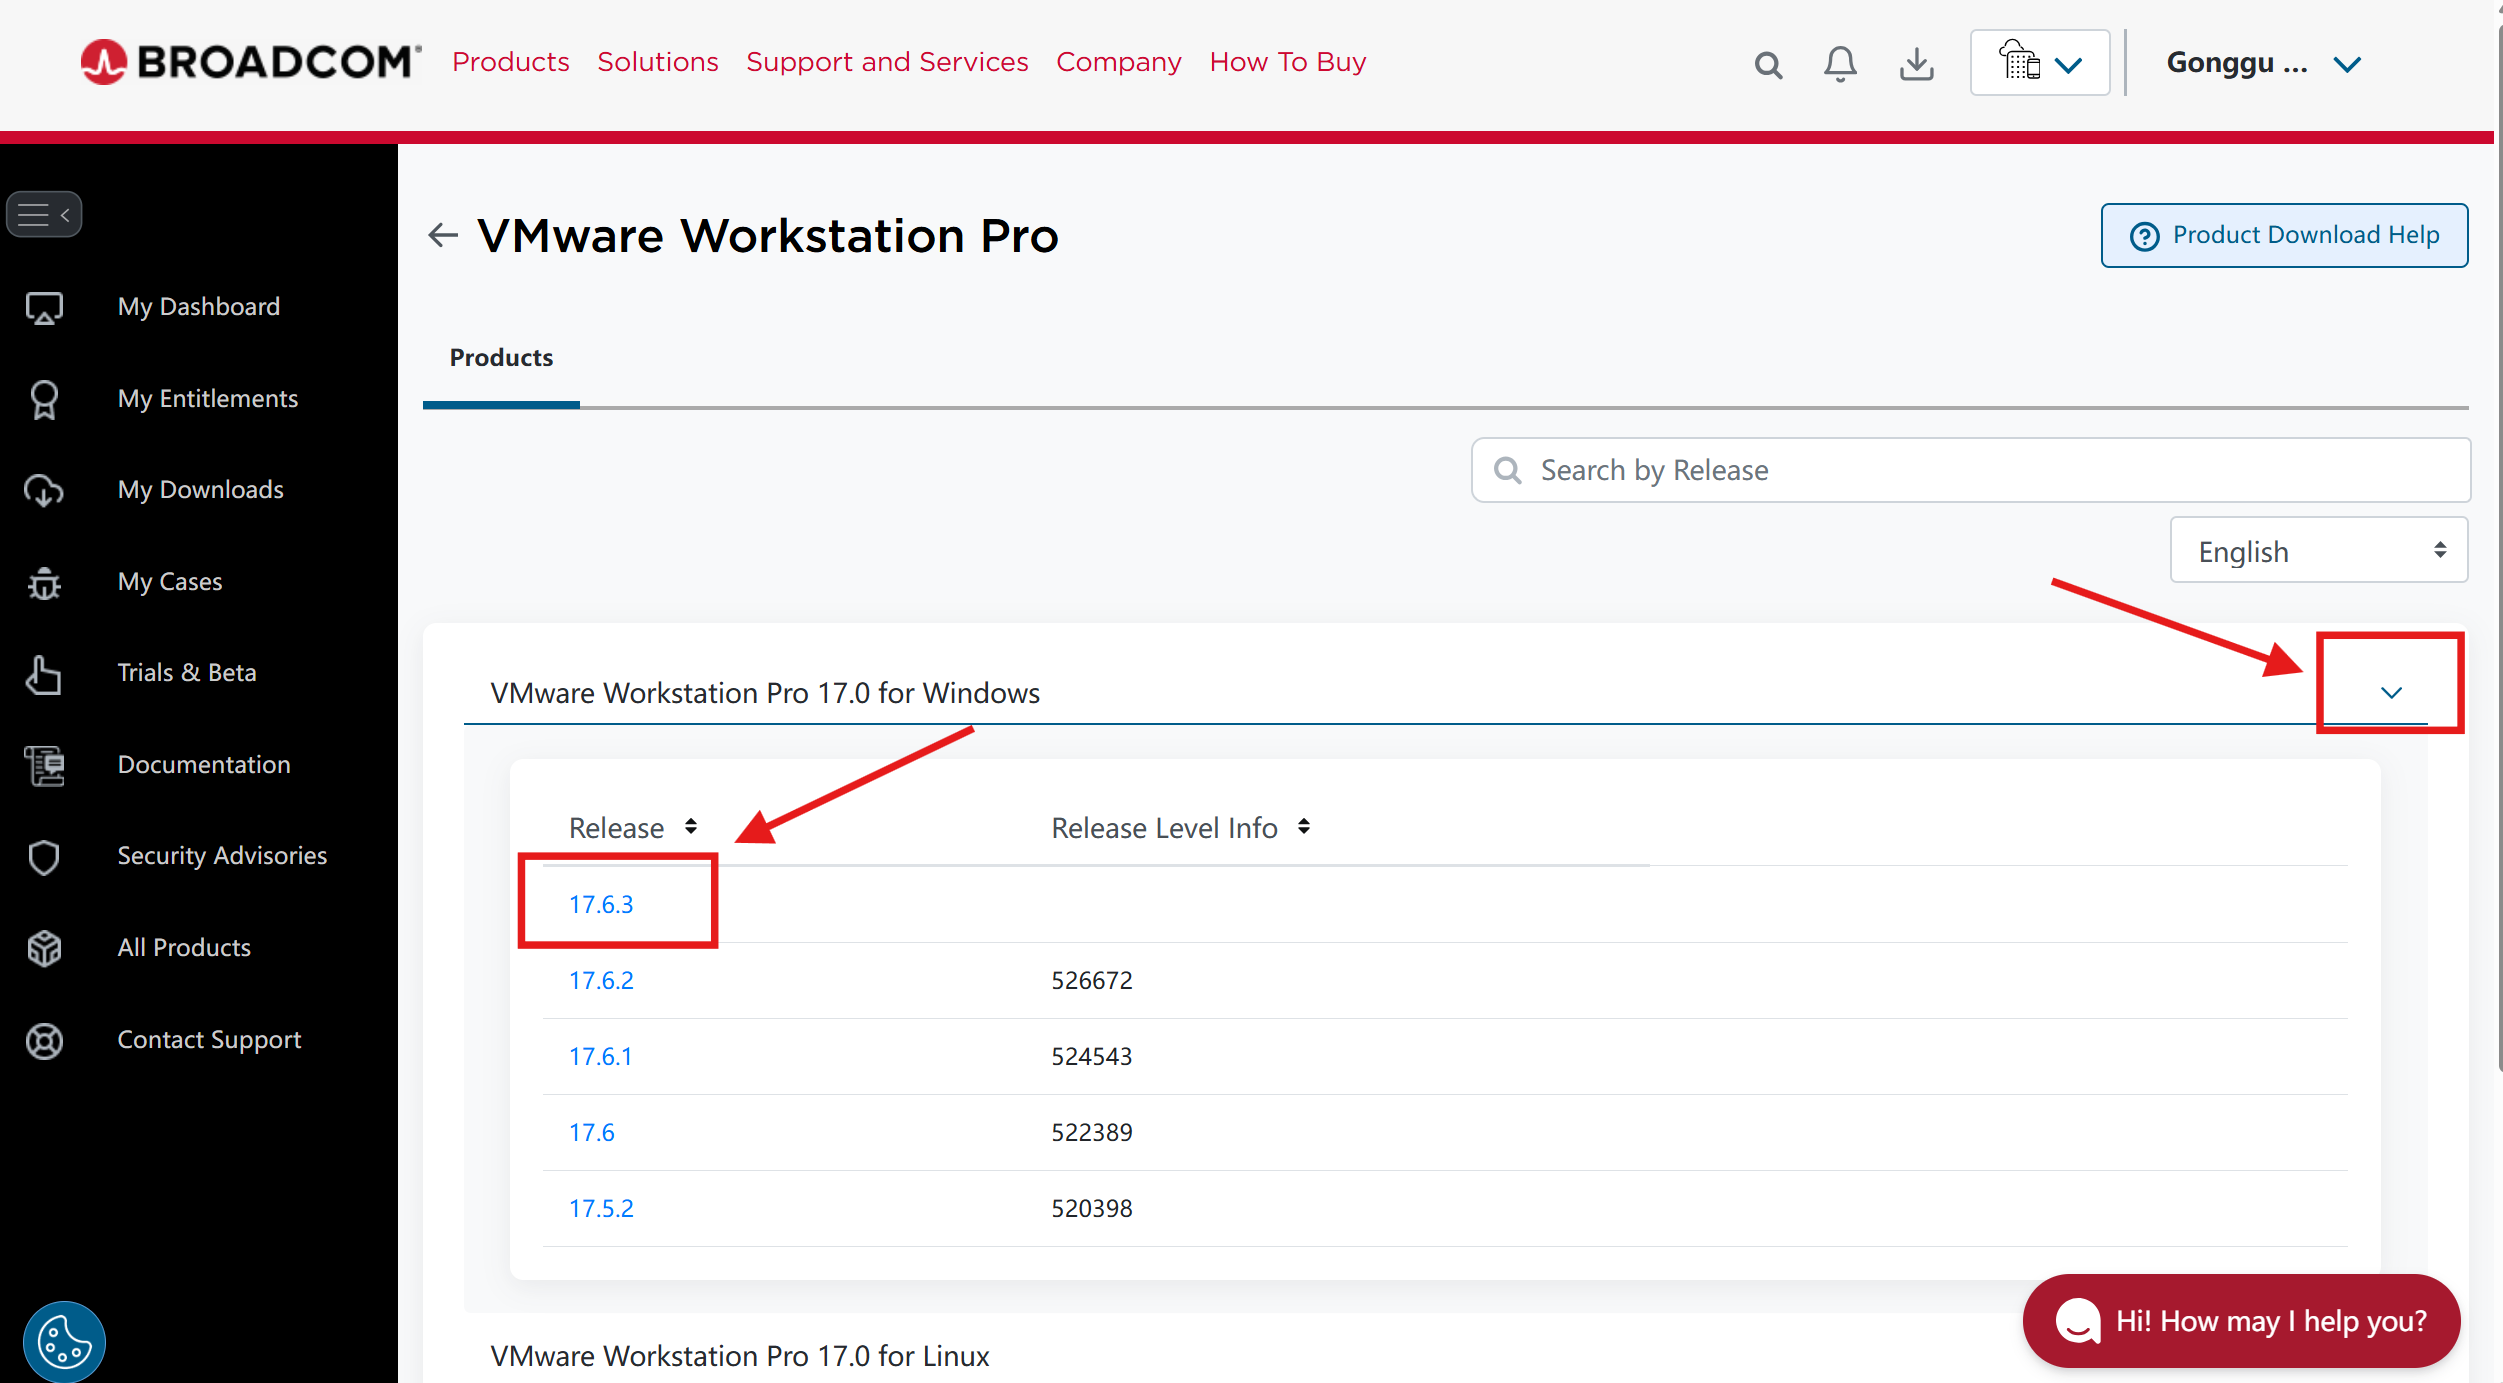 BROADCOM
Products Solutions Support and Services Company How To Buy
Gonggu ...
VMware Workstation Pro
Product Download Help
My Dashboard
My Entitlements
My Downloads
My Cases
Trials & Beta
Documentation
Security Advisories
All Products
Contact Support
Products
Search by Release
English
VMware Workstation Pro 17.0 for Windows
Release Release Level Info
17.6.3
17.6.2 526672
17.6.1 524543
17.6 522389
17.5.2 520398
VMware Workstation Pro 17.0 for Linux
Hi! How may I help you?